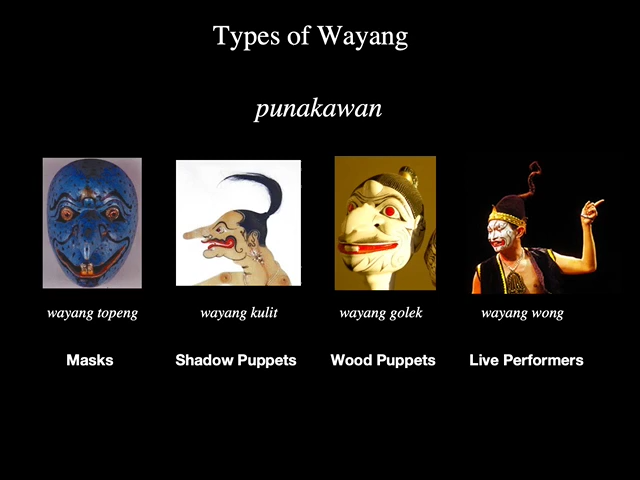 Types of Wayang
punakawan
wayang topeng
wayang kulit
wayang golek
wayang wong
Masks
Shadow Puppets
Wood Puppets
Live Performers